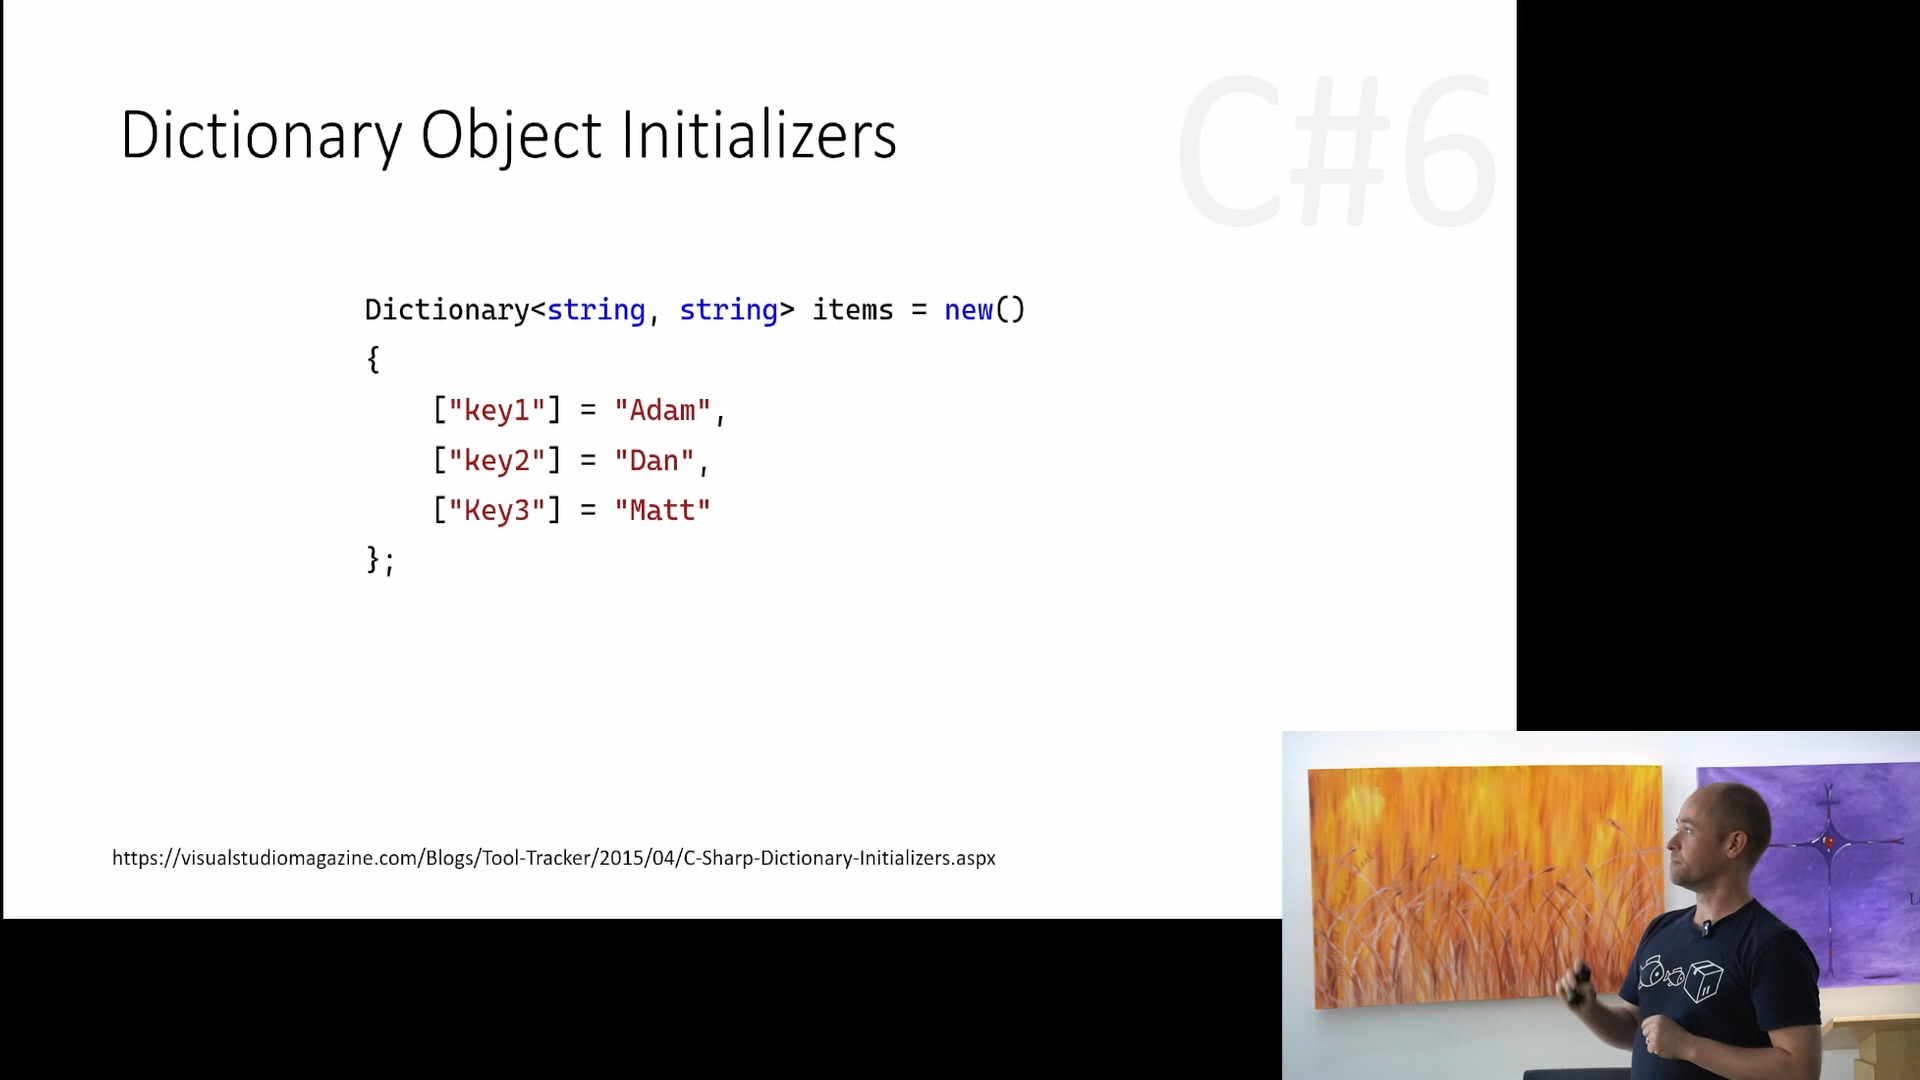 Dictionary Object Initializers
C#6
Dictionary<string, string> items = new()
{
["key1"] = "Adam",
["key2"] = "Dan",
["Key3"] = "Matt"
};
https://visualstudiomagazine.com/Blogs/Tool-Tracker/2015/04/C-Sharp-Dictionary-Initializers.aspx